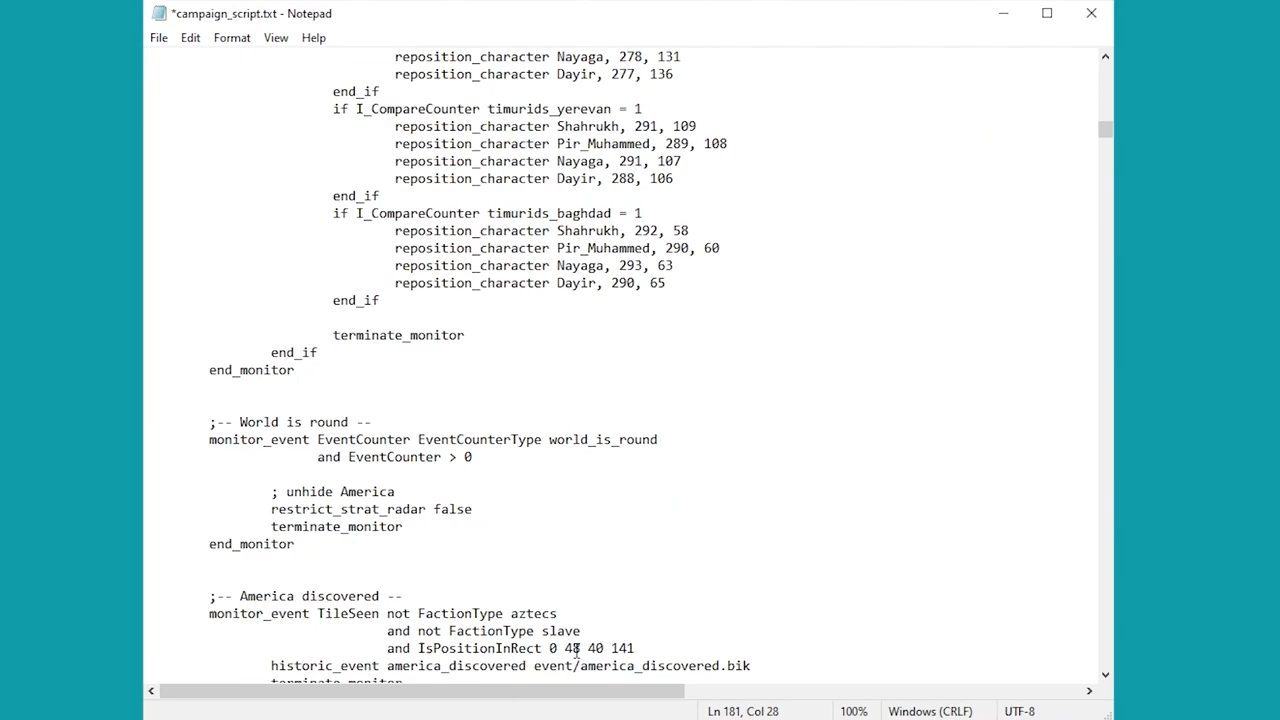 *campaign_script.txt - Notepad
File Edit Format View Help
reposition_character Nayaga, 278, 131
reposition_character Dayir, 277, 136
end_if
if I_CompareCounter timurids_yerevan = 1
reposition_character Shahrukh, 291, 109
reposition_character Pir_Muhammed, 289, 108
reposition_character Nayaga, 291, 107
reposition_character Dayir, 288, 106
end_if
if I_CompareCounter timurids_baghdad = 1
reposition_character Shahrukh, 292, 58
reposition_character Pir_Muhammed, 290, 60
reposition_character Nayaga, 293, 63
reposition_character Dayir, 290, 65
end_if
terminate_monitor
end_if
end_monitor
;-- World is round --
monitor_event EventCounter EventCounterType world_is_round
and EventCounter > 0
; unhide America
restrict_strat_radar false
terminate_monitor
end_monitor
;-- America discovered --
monitor_event TileSeen not FactionType aztecs
and not FactionType slave
and IsPositionInRect 0 48 40 141
historic_event america_discovered event/america_discovered.bik
terminate_monitor
Ln 181, Col 28 100% Windows (CRLF) UTF-8